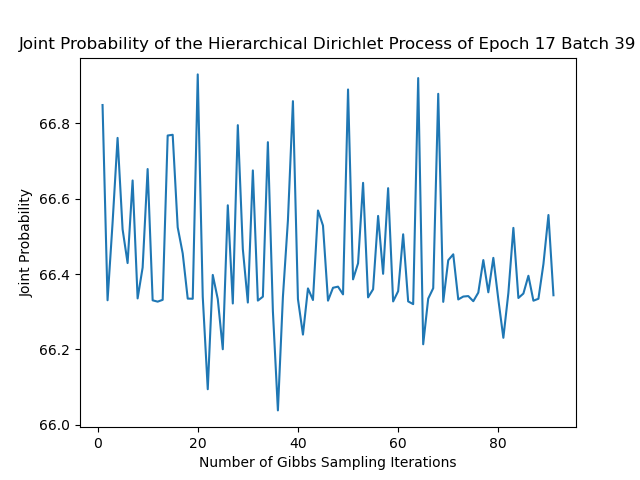 Joint Probability of the Hierarchical Dirichlet Process of Epoch 17 Batch 39
66.8
66.6
66.4
66.2
66.0
Joint Probability
0 20 40 60 80
Number of Gibbs Sampling Iterations